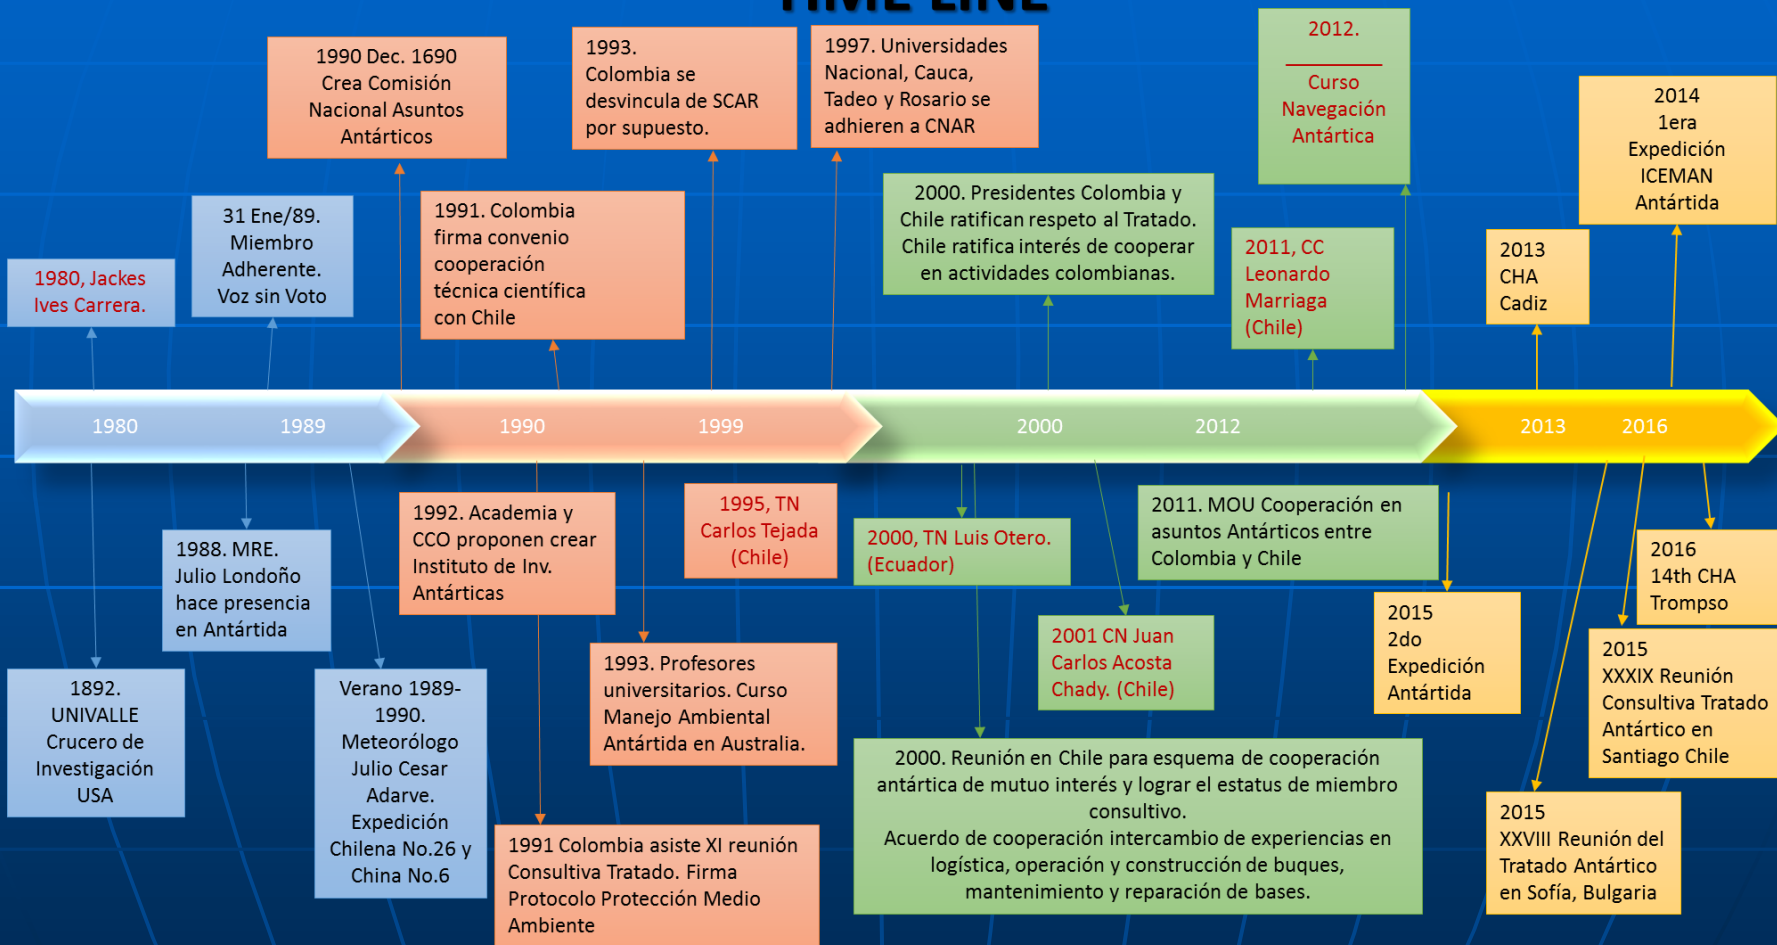 TIME LINE
1990 Dec. 1690
Crea Comisión
Nacional Asuntos
Antárticos
1993.
Colombia se
desvincula de SCAR
por supuesto.
1997. Universidades
Nacional, Cauca,
Tadeo y Rosario se
adhieren a CNAR
2012.
Curso
Navegación
Antártica
2014
1era
Expedición
ICEMAN
Antártida
31 Ene/89.
Miembro
Adherente.
Voz sin Voto
1991. Colombia
firma convenio
cooperación
técnica científica
con Chile
2000. Presidentes Colombia y
Chile ratifican respeto al Tratado.
Chile ratifica interés de cooperar
en actividades colombianas.
2011, CC
Leonardo
Marriaga
(Chile)
2013
CHA
Cadiz
1980, Jackes
Ives Carrera.
1980
1989
1990
1999
2000
2012
2013
2016
1892.
UNIVALLE
Crucero de
Investigación
USA
1988. MRE.
Julio Londoño
hace presencia
en Antártida
Verano 1989-
1990.
Meteorólogo
Julio Cesar
Adarve.
Expedición
Chilena No.26 y
China No.6
1992. Academia y
CCO proponen crear
Instituto de Inv.
Antárticas
1991 Colombia asiste XI reunión
Consultiva Tratado. Firma
Protocolo Protección Medio
Ambiente
1993. Profesores
universitarios. Curso
Manejo Ambiental
Antártida en Australia.
1995, TN
Carlos Tejada
(Chile)
2000, TN Luis Otero.
(Ecuador)
2001 CN Juan
Carlos Acosta
Chady. (Chile)
2000. Reunión en Chile para esquema de cooperación
antártica de mutuo interés y lograr el estatus de miembro
consultivo.
Acuerdo de cooperación intercambio de experiencias en
logística, operación y construcción de buques,
mantenimiento y reparación de bases.
2011. MOU Cooperación en
asuntos Antárticos entre
Colombia y Chile
2015
2do
Expedición
Antártida
2015
XXVIII Reunión del
Tratado Antártico
en Sofía, Bulgaria
2015
XXXIX Reunión
Consultiva Tratado
Antártico en
Santiago Chile
2016
14th CHA
Trompso